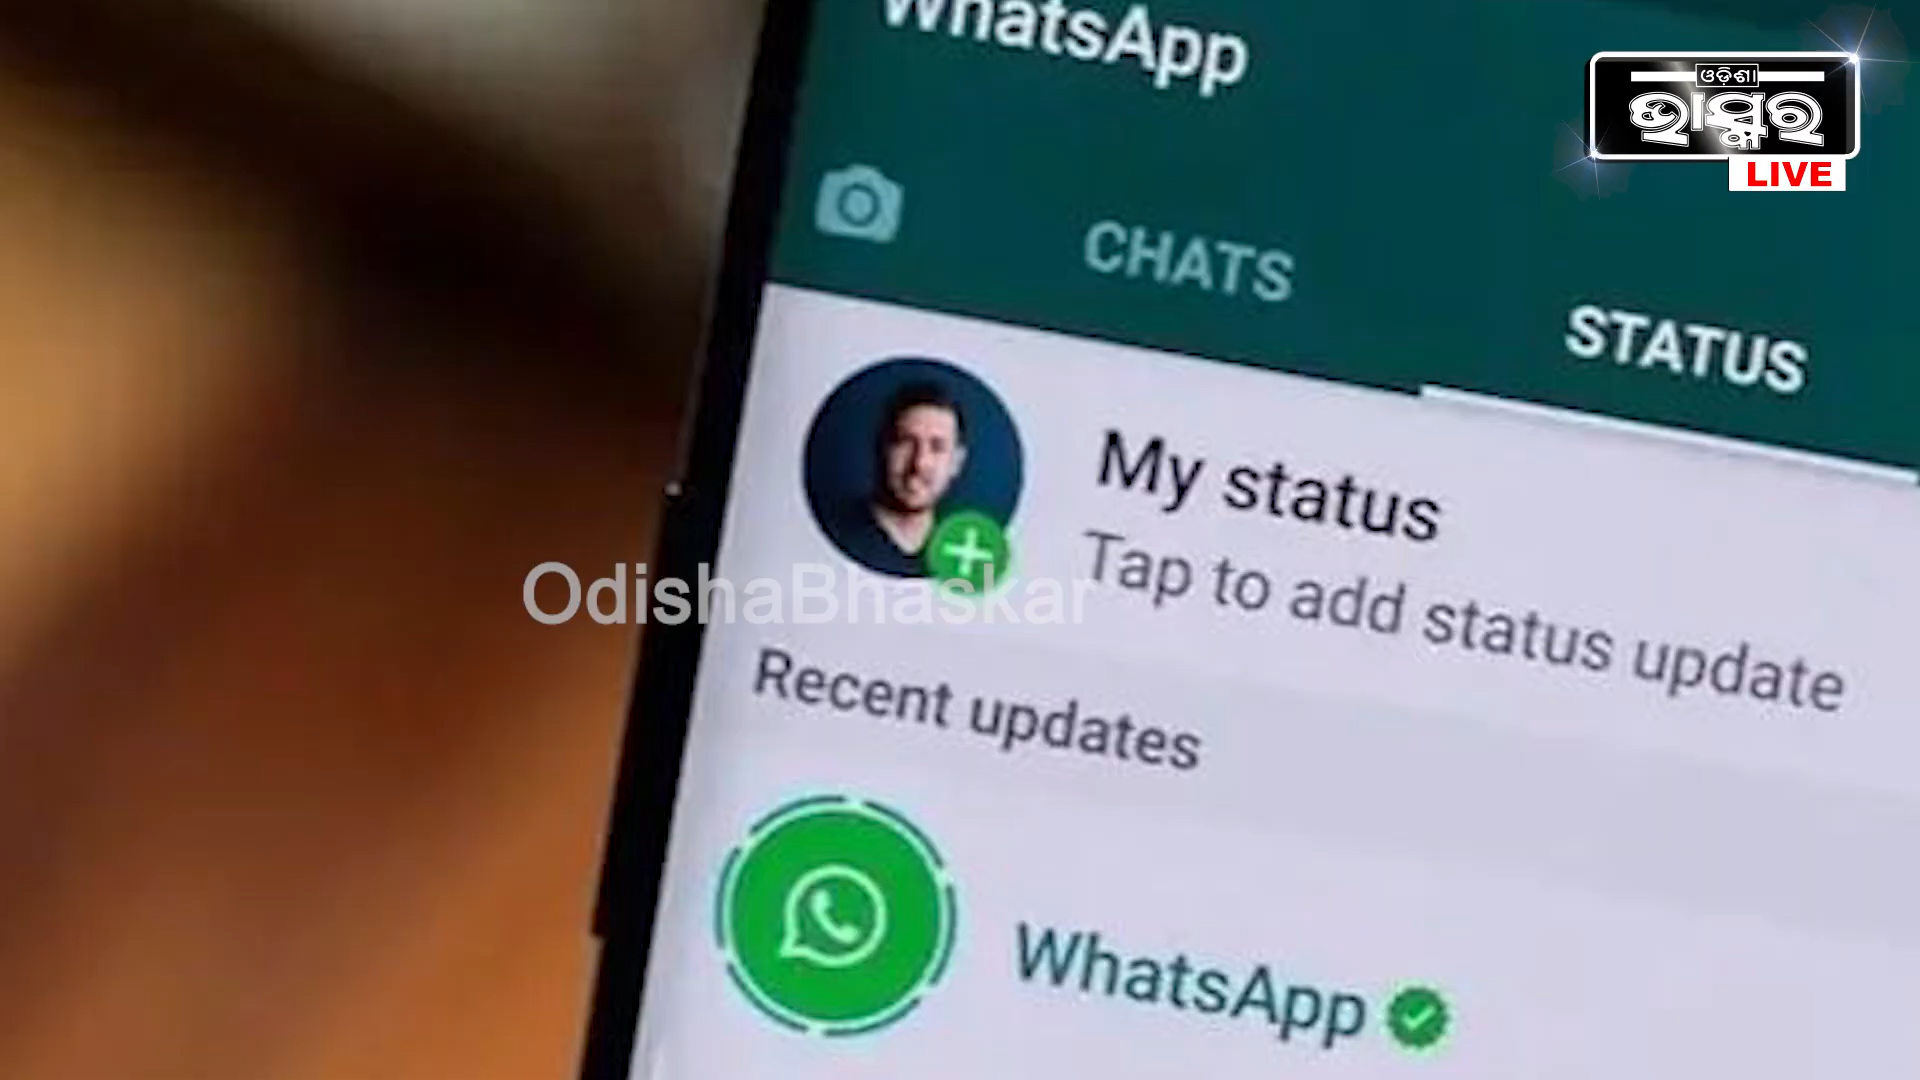 WhatsApp
ଓଡ଼ିଶା
ଭାସ୍କର
LIVE
CHATS
STATUS
My status
Tap to add status update
OdishaBhaskar
Recent updates
WhatsApp